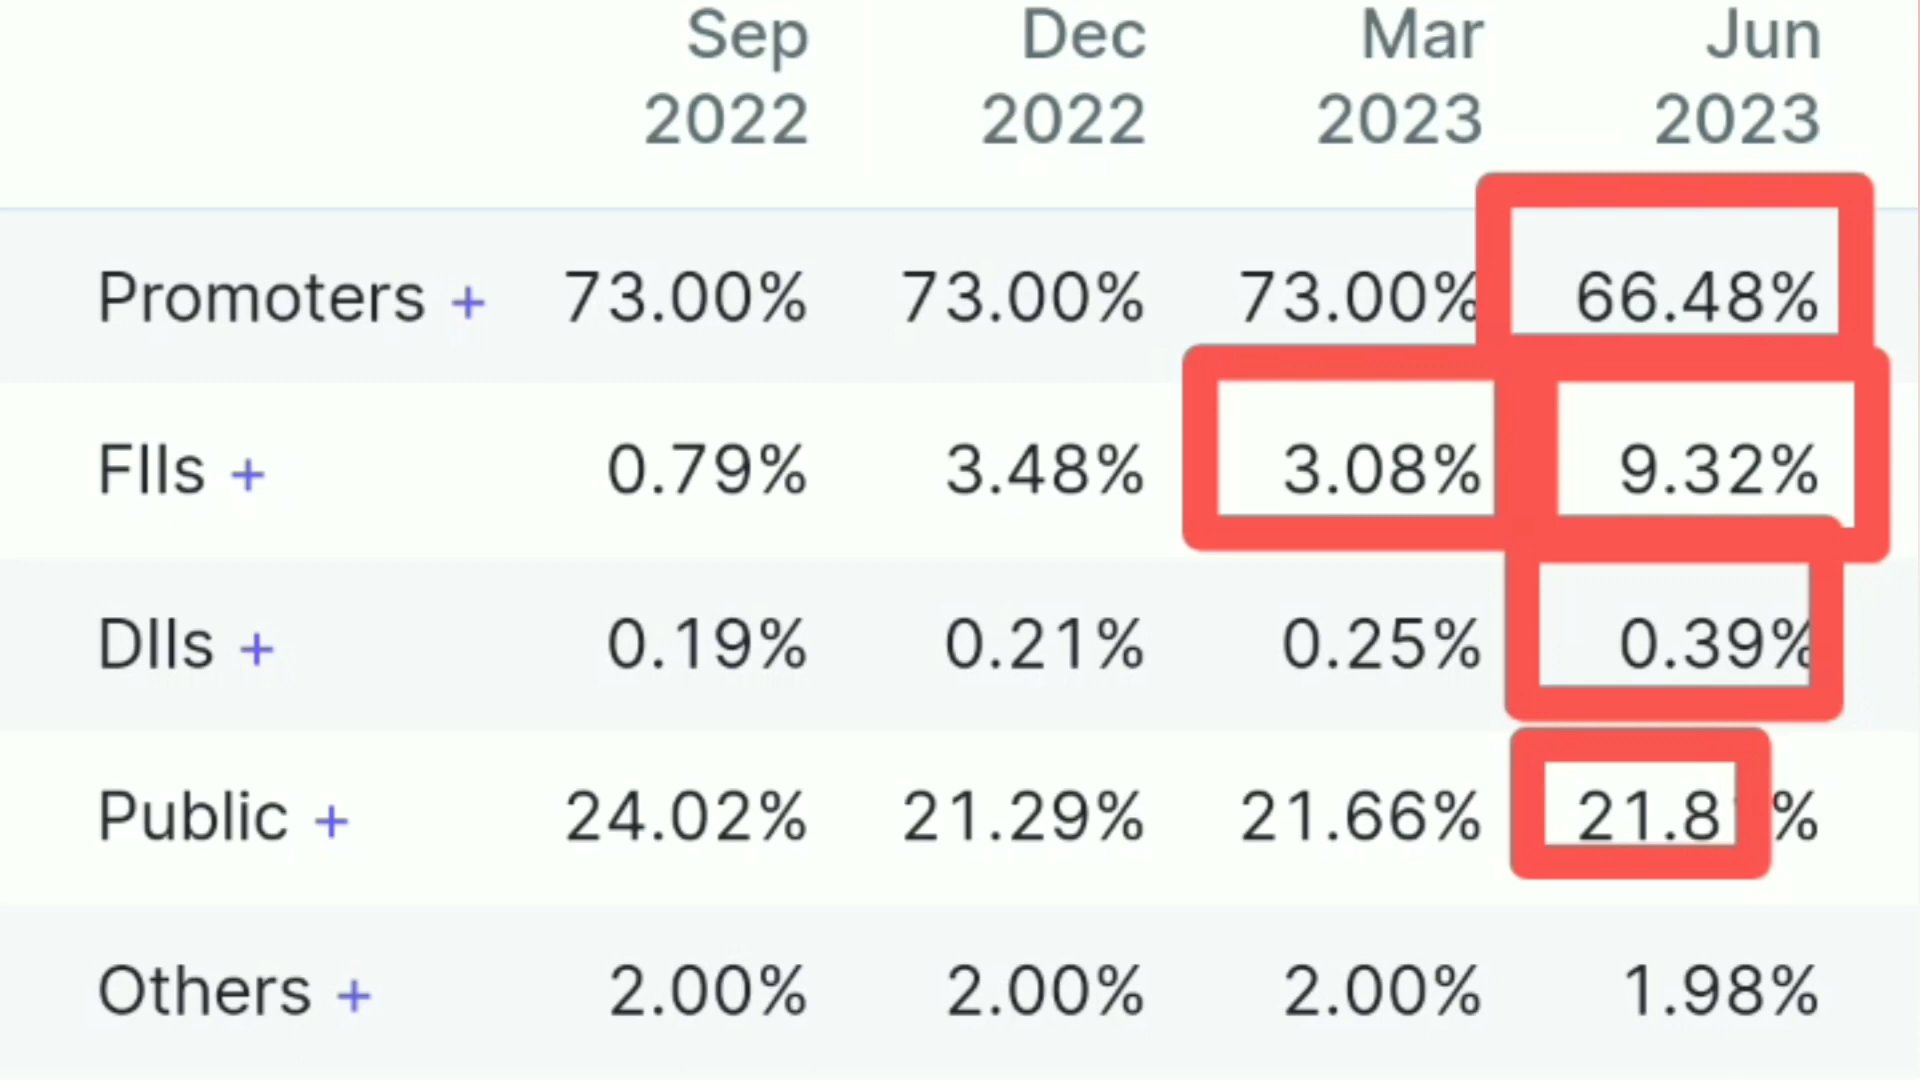 Sep Dec Mar Jun
2022 2022 2023 2023
Promoters + 73.00% 73.00% 73.00% 66.48%
FIIs + 0.79% 3.48% 3.08% 9.32%
DIIs + 0.19% 0.21% 0.25% 0.39%
Public + 24.02% 21.29% 21.66%
Others + 2.00% 2.00% 2.00% 1.98%